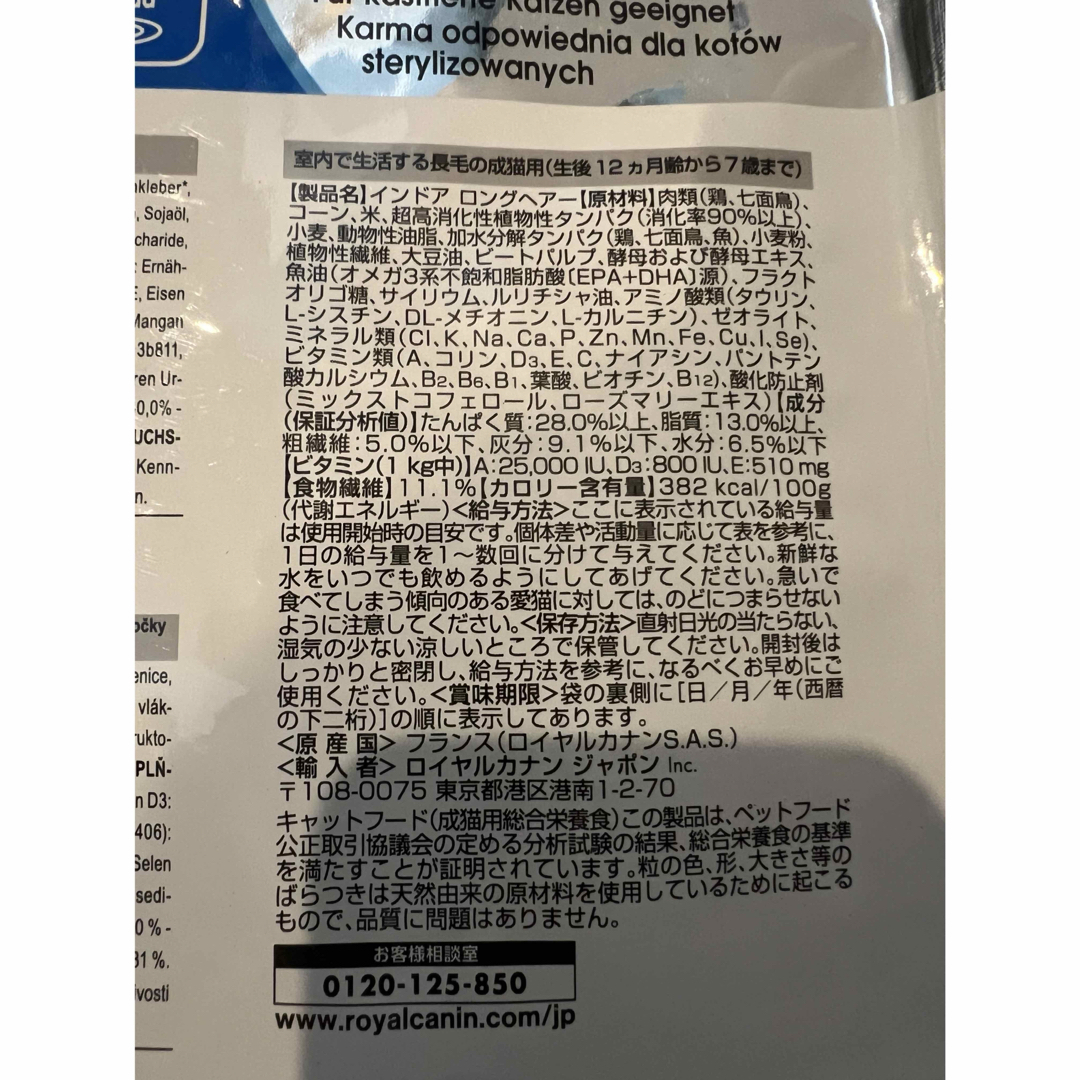 Karma odpowiednia dla kotów
sterylizowanych
室内で生活する長毛の成猫用(生後12ヵ月齢から7歳まで)
【製品名】インドア ロングヘアー【原材料】肉類(鶏、七面鳥)、
コーン、米、超高消化性植物性タンパク(消化率90%以上)、
小麦、動物性油脂、加水分解タンパク(鶏、七面鳥、魚)、小麦粉、
植物性繊維、大豆油、ビートパルプ、酵母および酵母エキス、
魚油(オメガ3系不飽和脂肪酸〔EPA+DHA〕源)、フラクト
オリゴ糖、サイリウム、ルリチシャ油、アミノ酸類(タウリン、
L-シスチン、DL-メチオニン、L-カルニチン)、ゼオライト、
ミネラル類(Cl、K、Na、Ca、P、Zn、Mn、Fe、Cu、I、Se)、
ビタミン類(A、コリン、D3、E、C、ナイアシン、パントテン
酸カルシウム、B2、B6、B1、葉酸、ビオチン、B12)、酸化防止剤
(ミックストコフェロール、ローズマリーエキス)【成分
(保証分析値)】たんぱく質:28.0%以上、脂質:13.0%以上、
粗繊維:5.0%以下、灰分:9.1%以下、水分:6.5%以下
【ビタミン(1 kg中)】A:25,000 IU、D3:800 IU、E:510 mg
【食物繊維】11.1%【カロリー含有量】382 kcal/100g
(代謝エネルギー)<給与方法>ここに表示されている給与量
は使用開始時の目安です。個体差や活動量に応じて表を参考に、
1日の給与量を1～数回に分けて与えてください。新鮮な
水をいつでも飲めるようにしてあげてください。急いで
食べてしまう傾向のある愛猫に対しては、のどにつまらせない
ように注意してください。<保存方法>直射日光の当たらない、
湿気の少ない涼しいところで保管してください。開封後は
しっかりと密閉し、給与方法を参考に、なるべくお早めにご
使用ください。<賞味期限>袋の裏側に[日/月/年(西暦
の下二桁)]の順に表示してあります。
<原産国> フランス(ロイヤルカナンS.A.S.)
<輸入者> ロイヤルカナン ジャポン Inc.
〒108-0075 東京都港区港南1-2-70
キャットフード(成猫用総合栄養食)この製品は、ペットフード
公正取引協議会の定める分析試験の結果、総合栄養食の基準
を満たすことが証明されています。粒の色、形、大きさ等の
ばらつきは天然由来の原材料を使用しているために起こる
もので、品質に問題はありません。
お客様相談室
0120-125-850
www.royalcanin.com/jp
Sojaöl,
charide,
: Ernäh-
E, Eisen
Mangan
3b811,
ren Ur-
0,0% -
UCHS-
Kenn-
n.
enice,
vlák-
rukto-
PLŇ-
n D3:
406):
Selen
sedi-
0 % -
31 %.
ivosti